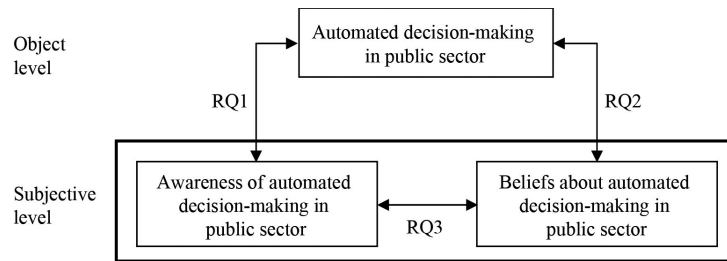 Object
level
Automated decision-making
in public sector
RQ1
RQ2
Subjective
level
Awareness of automated
decision-making in
public sector
RQ3
Beliefs about automated
decision-making in
public sector